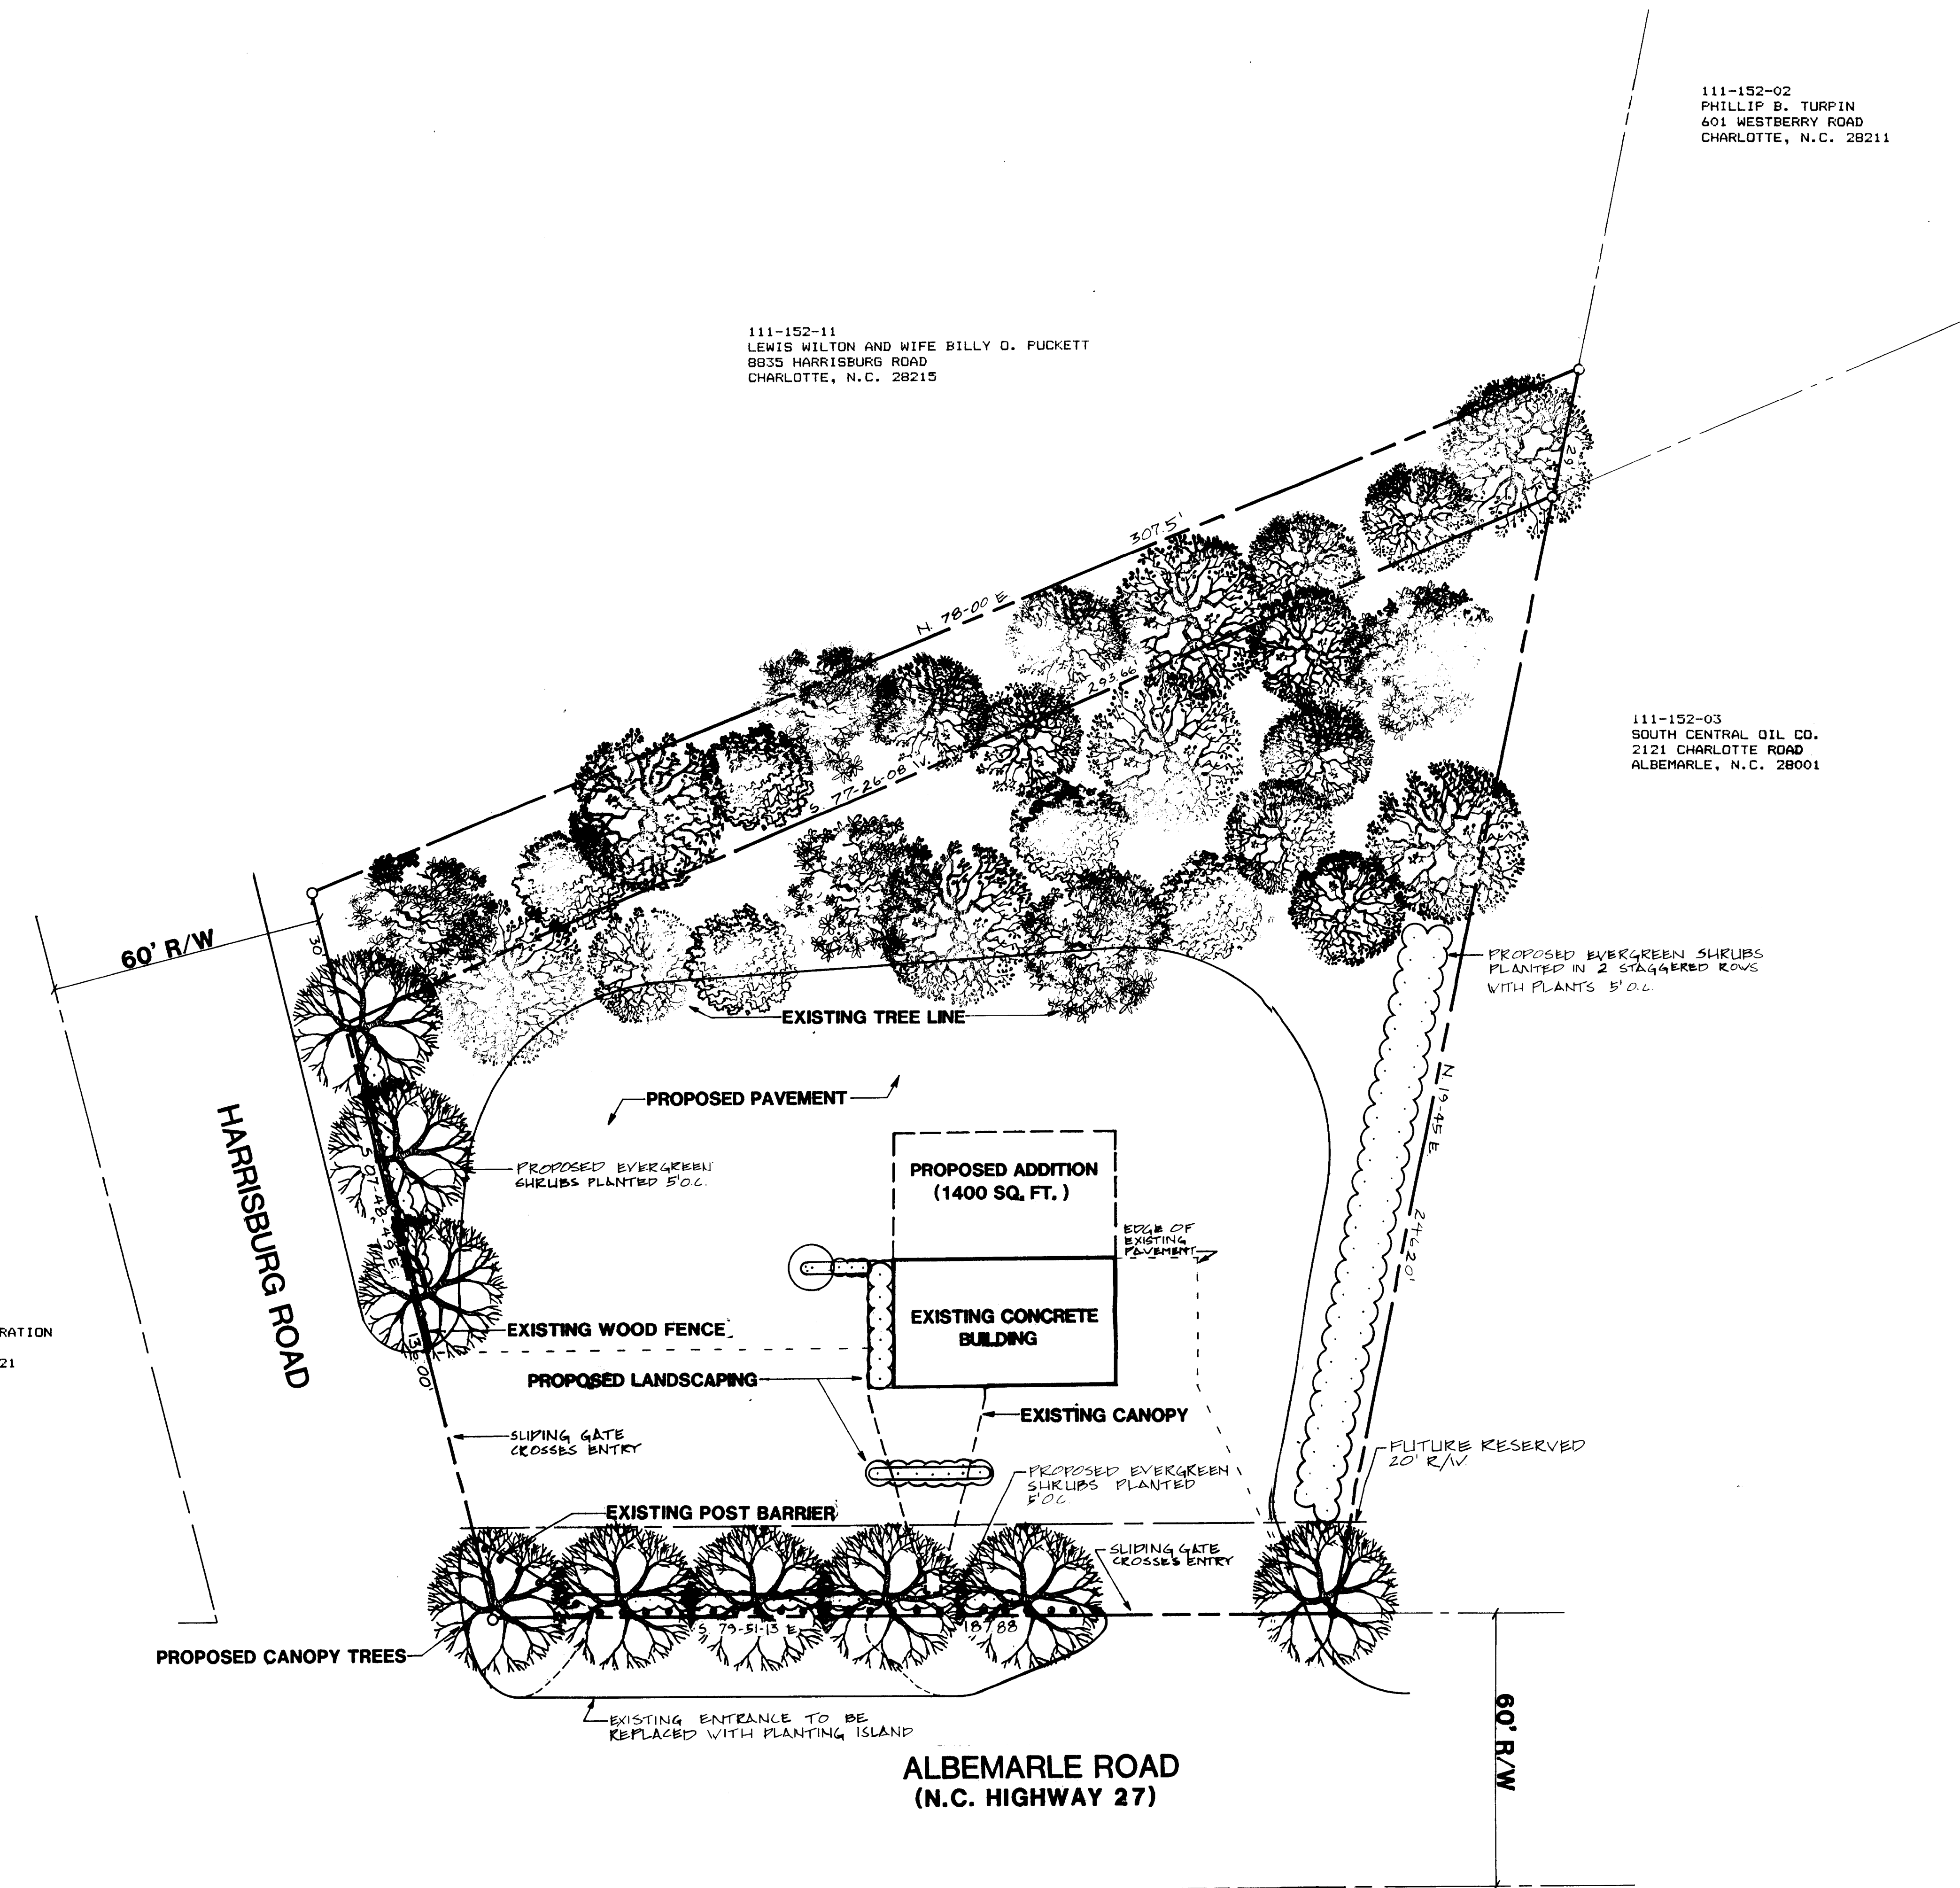 111-152-02
PHILLIP B. TURPIN
601 WESTBERRY ROAD
CHARLOTTE, N.C. 28211
111-152-11
LEWIS WILTON AND WIFE BILLY O. PUCKETT
8835 HARRISBURG ROAD
CHARLOTTE, N.C. 28215
307.5'
N. 78-00 E
293.66
S. 77-26-08 W.
111-152-03
SOUTH CENTRAL OIL CO.
2121 CHARLOTTE ROAD
ALBEMARLE, N.C. 28001
60' R/W
30
PROPOSED EVERGREEN SHRUBS
PLANTED IN 2 STAGGERED ROWS
WITH PLANTS 5' O.C.
EXISTING TREE LINE
PROPOSED PAVEMENT
N. 19-45 E.
246.20'
HARRISBURG ROAD
PROPOSED EVERGREEN
SHRUBS PLANTED 5' O.C.
S 07-48-49 E.
PROPOSED ADDITION
(1400 SQ. FT.)
EDGE OF
EXISTING
PAVEMENT
EXISTING CONCRETE
BUILDING
EXISTING WOOD FENCE
RATION
21
PROPOSED LANDSCAPING
EXISTING CANOPY
SLIDING GATE
CROSSES ENTRY
FUTURE RESERVED
20' R/W.
PROPOSED EVERGREEN
SHRUBS PLANTED
5' O.C.
EXISTING POST BARRIER
SLIDING GATE
CROSSES ENTRY
S 79-51-13 E.
187.88
PROPOSED CANOPY TREES
EXISTING ENTRANCE TO BE
REPLACED WITH PLANTING ISLAND
60' R/W
ALBEMARLE ROAD
(N.C. HIGHWAY 27)